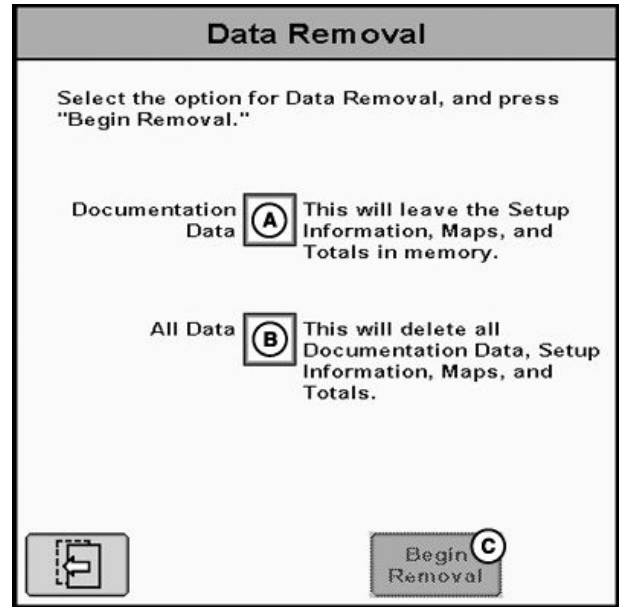 Data Removal
Select the option for Data Removal, and press
"Begin Removal."
Documentation
Data
A
This will leave the Setup
Information, Maps, and
Totals in memory.
All Data
B
This will delete all
Documentation Data, Setup
Information, Maps, and
Totals.
Begin
Removal
C